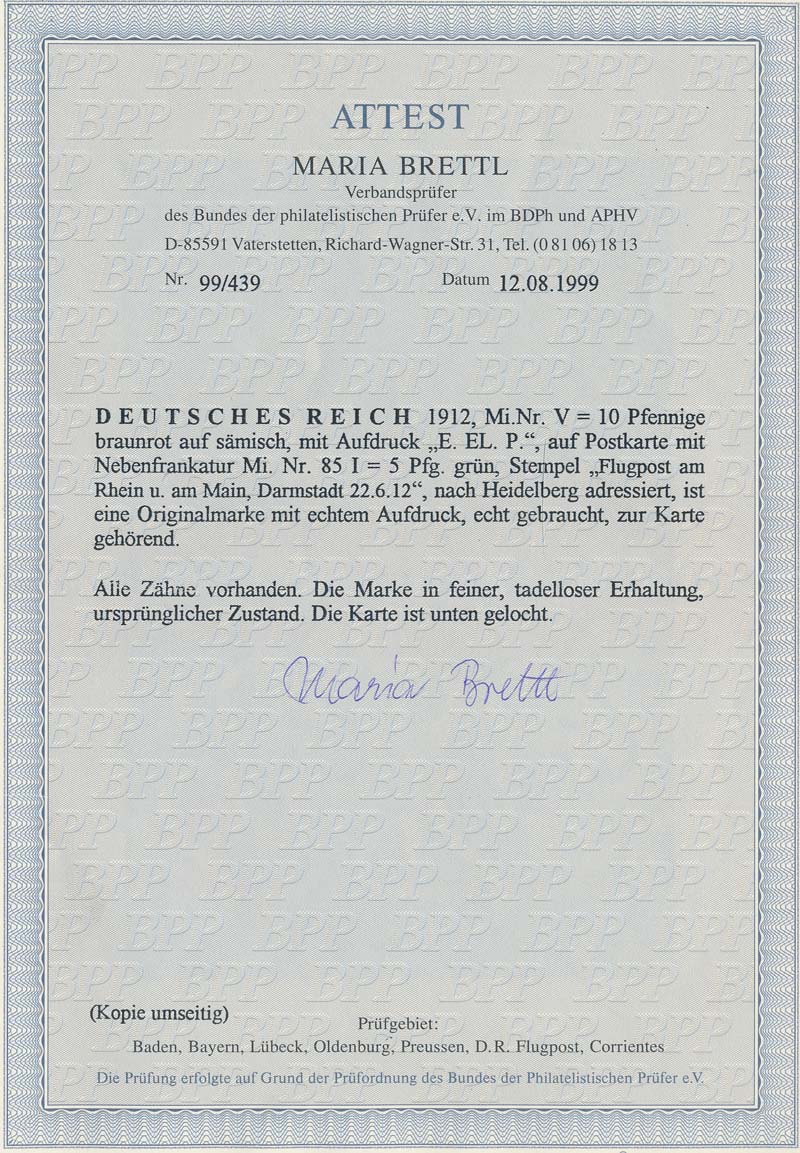 ATTEST
MARIA BRETTL
Verbandsprüfer
des Bundes der philatelistischen Prüfer e.V. im BDPh und APHV
D-85591 Vaterstetten, Richard-Wagner-Str. 31, Tel. (0 81 06) 18 13
Nr. 99/439 Datum 12.08.1999
DEUTSCHES REICH 1912, Mi.Nr. V = 10 Pfennige
braunrot auf sämisch, mit Aufdruck „E. EL. P.“, auf Postkarte mit
Nebenfrankatur Mi. Nr. 85 I = 5 Pfg. grün, Stempel „Flugpost am
Rhein u. am Main, Darmstadt 22.6.12“, nach Heidelberg adressiert, ist
eine Originalmarke mit echtem Aufdruck, echt gebraucht, zur Karte
gehörend.
Alle Zähne vorhanden. Die Marke in feiner, tadelloser Erhaltung,
ursprünglicher Zustand. Die Karte ist unten gelocht.
Maria Brettl
(Kopie umseitig)
Prüfgebiet:
Baden, Bayern, Lübeck, Oldenburg, Preussen, D.R. Flugpost, Corrientes
Die Prüfung erfolgte auf Grund der Prüfordnung des Bundes der Philatelistischen Prüfer e.V.